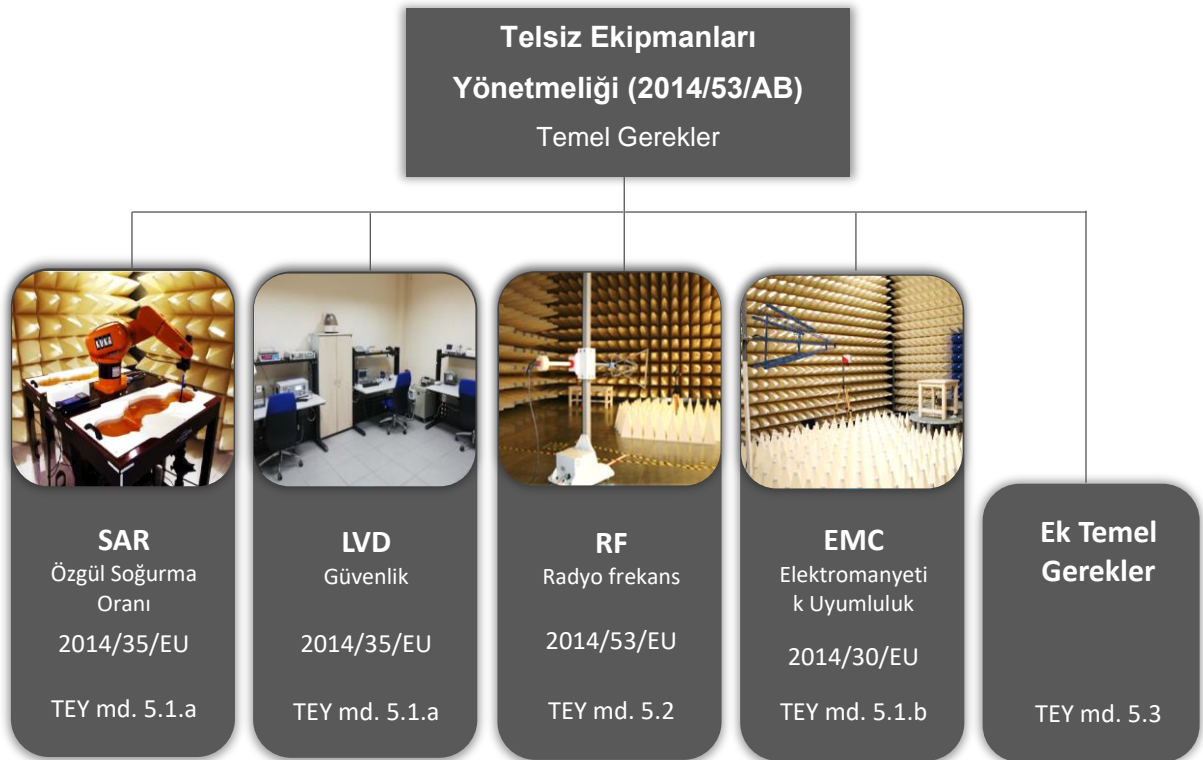 Telsiz Ekipmanları
Yönetmeliği (2014/53/AB)
Temel Gerekler
KUKA
SAR
Özgül Soğurma
Oranı
2014/35/EU
TEY md. 5.1.a
LVD
Güvenlik
2014/35/EU
TEY md. 5.1.a
RF
Radyo frekans
2014/53/EU
TEY md. 5.2
EMC
Elektromanyeti
k Uyumluluk
2014/30/EU
TEY md. 5.1.b
Ek Temel
Gerekler
TEY md. 5.3